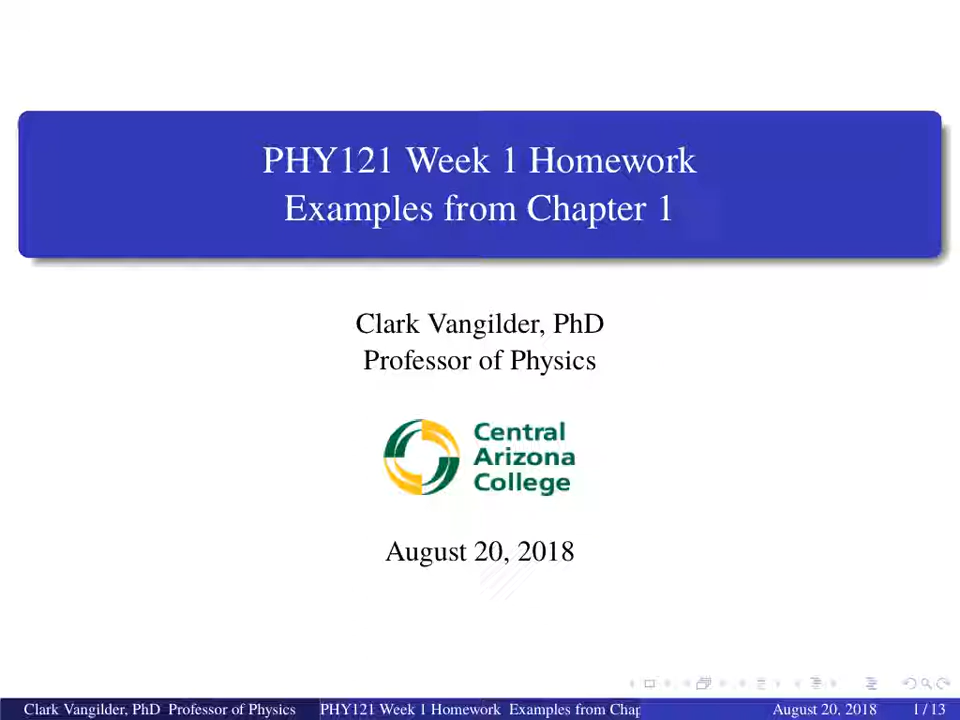 PHY121 Week 1 Homework
Examples from Chapter 1
Clark Vangilder, PhD
Professor of Physics
Central
Arizona
College
August 20, 2018
Clark Vangilder, PhD Professor of Physics PHY121 Week 1 Homework Examples from Chap August 20, 2018 1 / 13